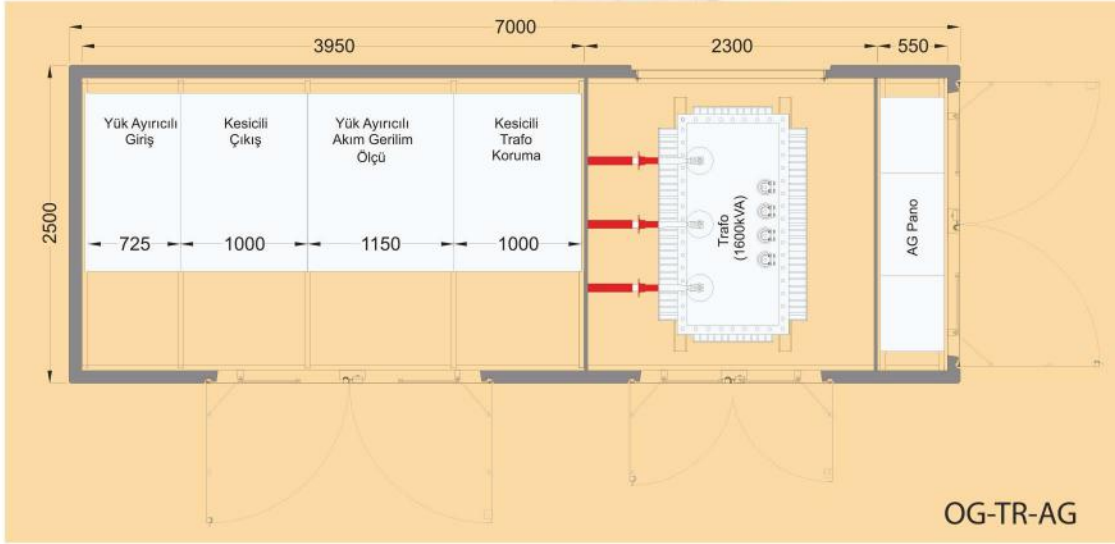 7000
3950
2300
550
2500
Yük Ayırıcılı
Giriş
Kesicili
Çıkış
Yük Ayırıcılı
Akım Gerilim
Ölçü
Kesicili
Trafo
Koruma
725
1000
1150
1000
Trafo
(1600kVA)
AG Pano
OG-TR-AG